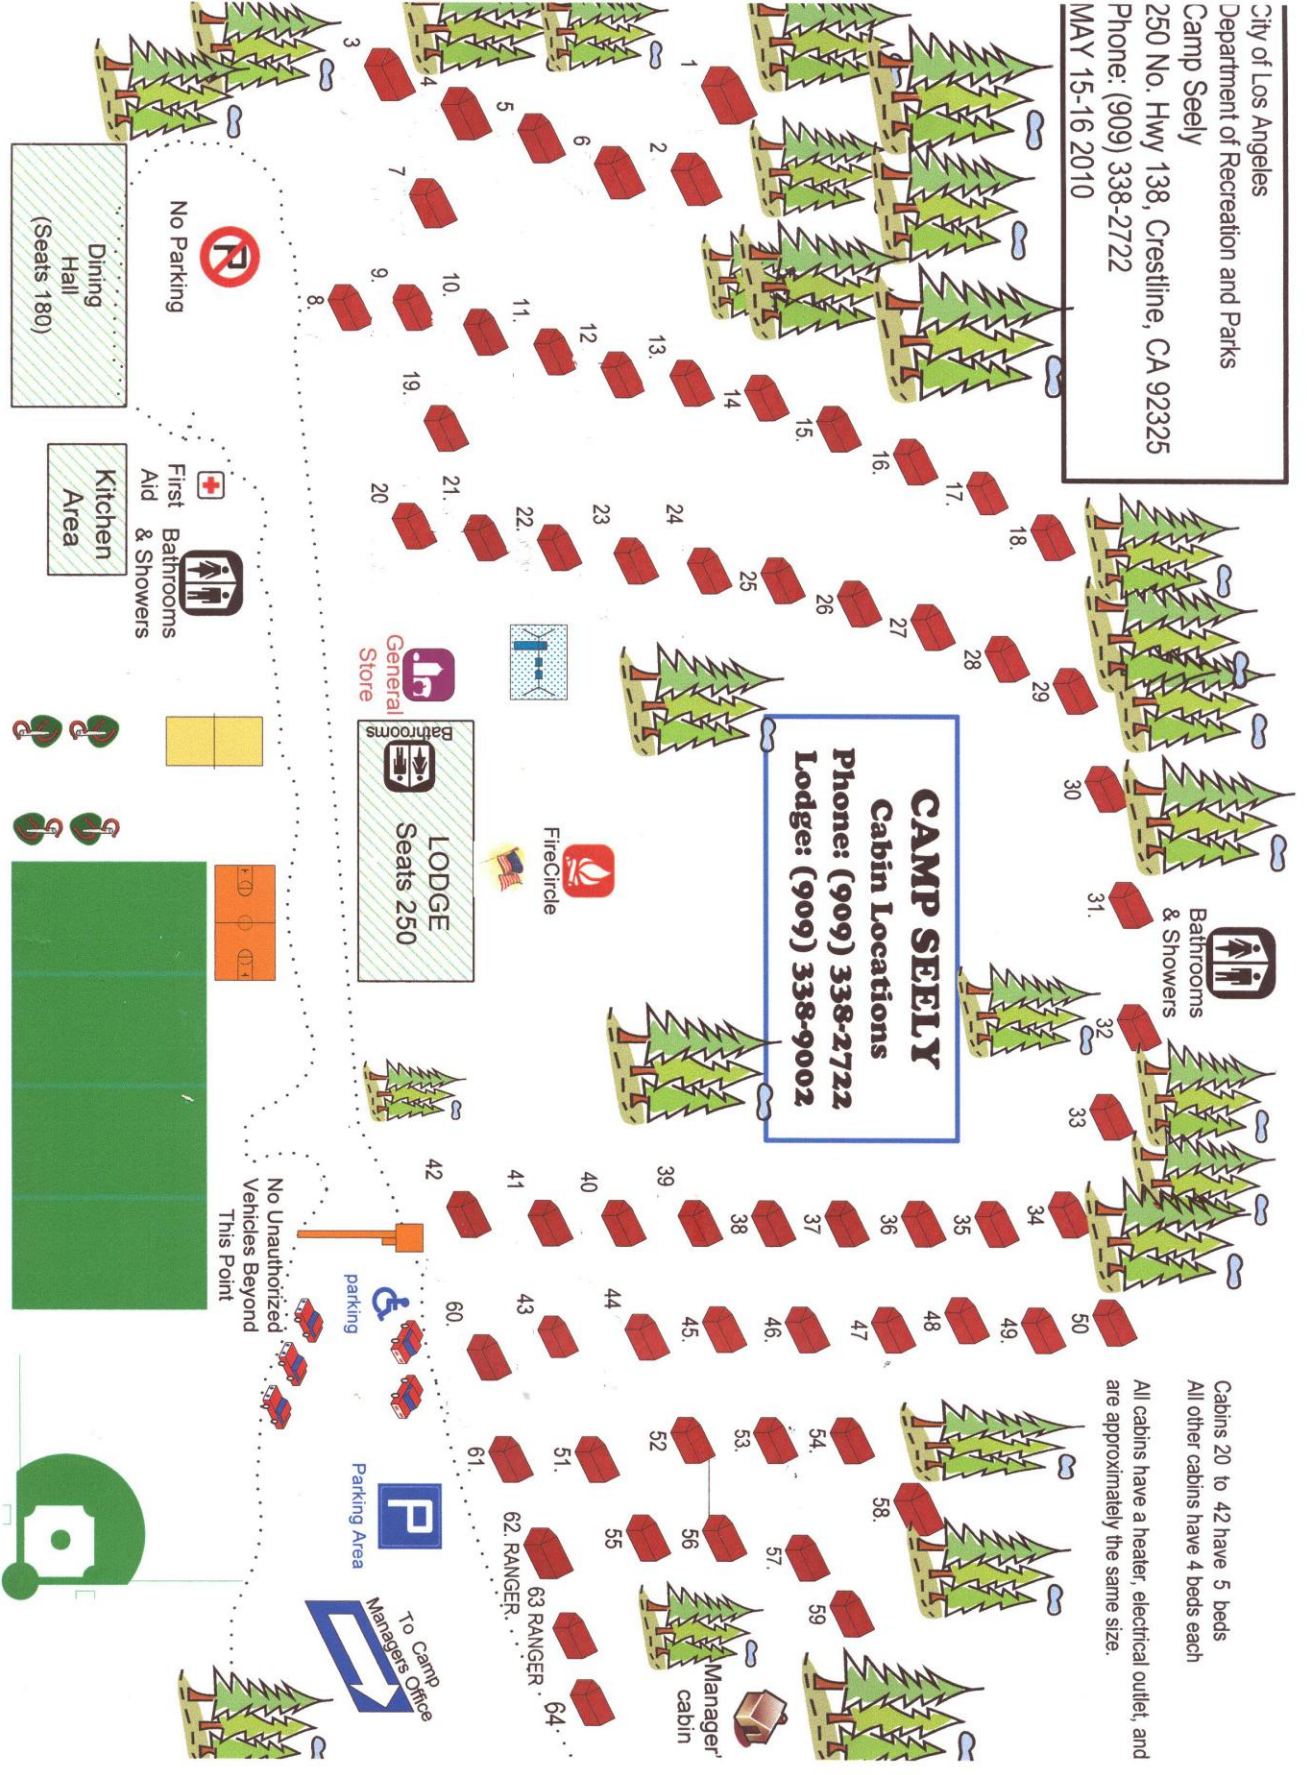 City of Los Angeles
Department of Recreation and Parks
Camp Seely
250 No. Hwy 138, Crestline, CA 92325
Phone: (909) 338-2722
MAY 15-16 2010
Cabins 20 to 42 have 5 beds
All other cabins have 4 beds each
All cabins have a heater, electrical outlet, and
are approximately the same size.
Bathrooms
& Showers
CAMP SEELY
Cabin Locations
Phone: (909) 338-2722
Lodge: (909) 338-9002
1
2
3
4
5
6
7
8
9.
10.
11.
12
13.
14
15.
16.
17.
18.
19.
20
21.
22.
23
24
25
26
27
28
29
30
31.
32
33
34
35
36
37
38
39
40
41
42
43
44
45.
46.
47
48
49.
50
51.
52
53.
54.
55
56
57.
58.
59
60.
61.
62. RANGER
63 RANGER
64
Manager'
cabin
FireCircle
General
Store
Bathrooms
LODGE
Seats 250
P
No Parking
Dining
Hall
(Seats 180)
First
Aid
Bathrooms
& Showers
Kitchen
Area
No Unauthorized
Vehicles Beyond
This Point
parking
P
Parking Area
To Camp
Managers Office